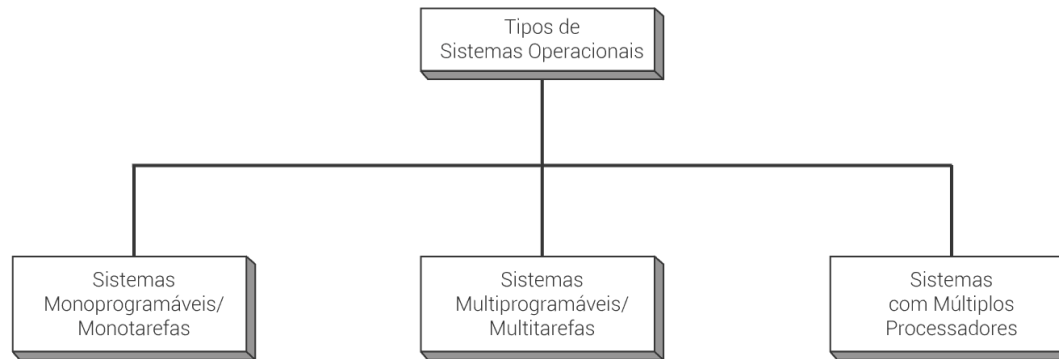 Tipos de
Sistemas Operacionais
Sistemas
Monoprogramáveis/
Monotarefas
Sistemas
Multiprogramáveis/
Multitarefas
Sistemas
com Múltiplos
Processadores